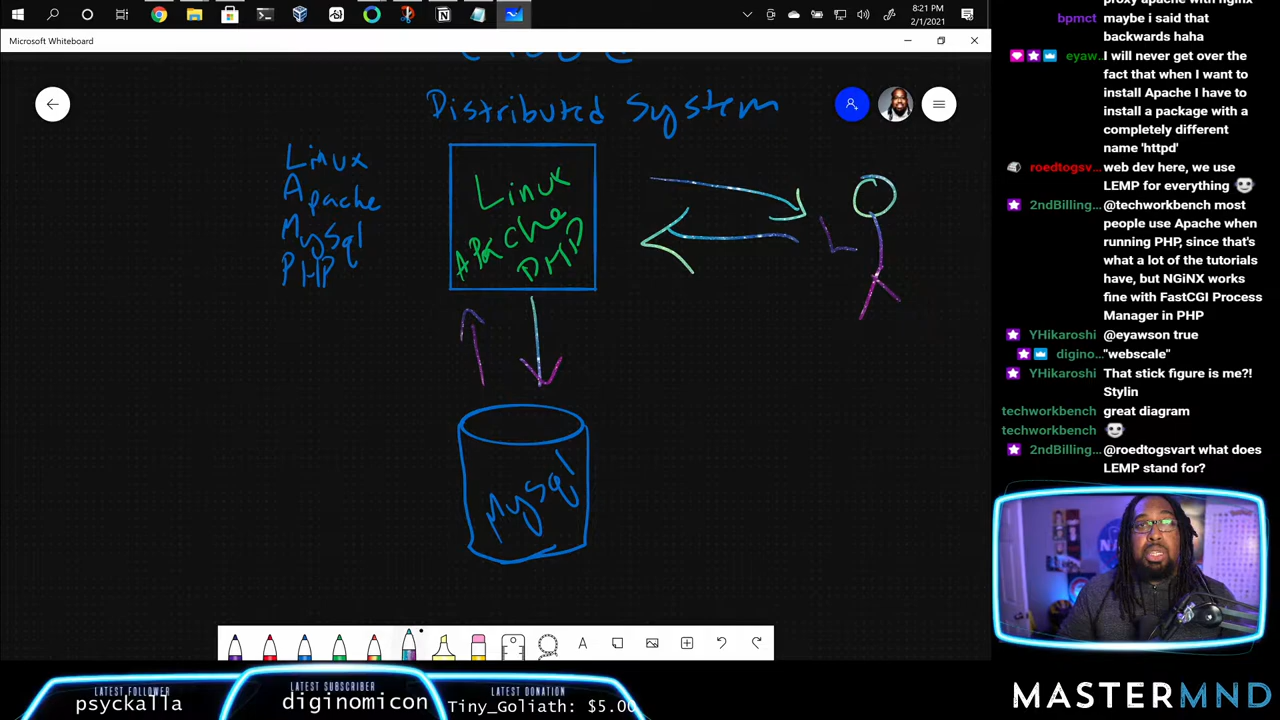 8:21 PM
2/1/2021
Microsoft Whiteboard
Distributed System
Linux
Apache
MySql
PHP
Linux
Apache
PHP
MySql
proxy apache with nginx
bpmct maybe i said that
backwards haha
eyaw... I will never get over the
fact that when I want to
install Apache I have to
install a package with a
completely different
name 'httpd'
roedtogsv... web dev here, we use
LEMP for everything
2ndBilling... @techworkbench most
people use Apache when
running PHP, since that's
what a lot of the tutorials
have, but NGiNX works
fine with FastCGI Process
Manager in PHP
YHikaroshi @eyawson true
digino... "webscale"
YHikaroshi That stick figure is me?!
Stylin
techworkbench great diagram
techworkbench
2ndBilling... @roedtogsvart what does
LEMP stand for?
LATEST FOLLOWER
psyckalla
LATEST SUBSCRIBER
diginomicon
LATEST DONATION
Tiny_Goliath: $5.00
MASTERMND